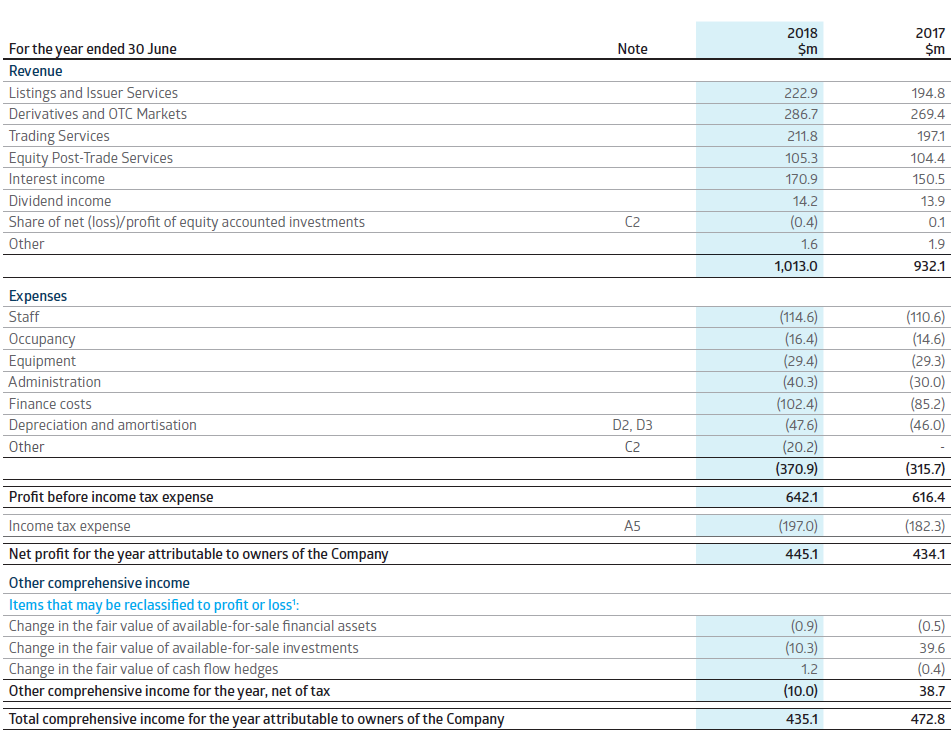 2018 2017
For the year ended 30 June Note $m $m
Revenue
Listings and Issuer Services 222.9 194.8
Derivatives and OTC Markets 286.7 269.4
Trading Services 211.8 197.1
Equity Post-Trade Services 105.3 104.4
Interest income 170.9 150.5
Dividend income 14.2 13.9
Share of net (loss)/profit of equity accounted investments C2 (0.4) 0.1
Other 1.6 1.9
1,013.0 932.1
Expenses
Staff (114.6) (110.6)
Occupancy (16.4) (14.6)
Equipment (29.4) (29.3)
Administration (40.3) (30.0)
Finance costs (102.4) (85.2)
Depreciation and amortisation D2, D3 (47.6) (46.0)
Other C2 (20.2) -
(370.9) (315.7)
Profit before income tax expense 642.1 616.4
Income tax expense A5 (197.0) (182.3)
Net profit for the year attributable to owners of the Company 445.1 434.1
Other comprehensive income
Items that may be reclassified to profit or loss¹:
Change in the fair value of available-for-sale financial assets (0.9) (0.5)
Change in the fair value of available-for-sale investments (10.3) 39.6
Change in the fair value of cash flow hedges 1.2 (0.4)
Other comprehensive income for the year, net of tax (10.0) 38.7
Total comprehensive income for the year attributable to owners of the Company 435.1 472.8